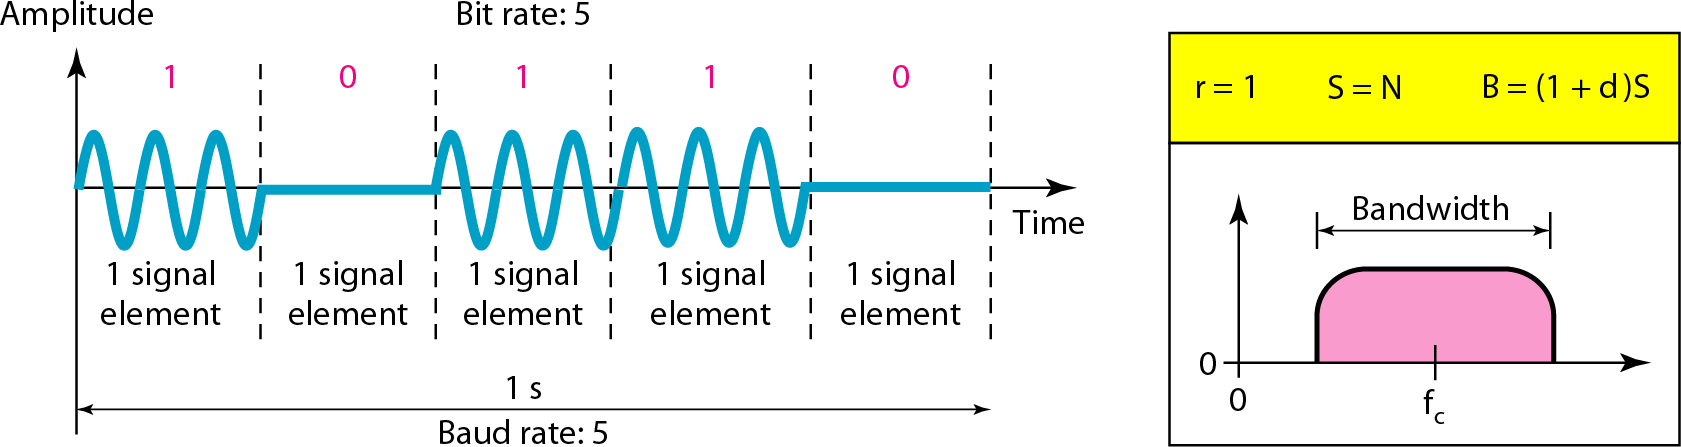 Amplitude
Bit rate: 5
1 0 1 1 0
Time
1 signal element
1 signal element
1 signal element
1 signal element
1 signal element
1 s
Baud rate: 5
r = 1 S = N B = (1 + d)S
Bandwidth
0
0
fc